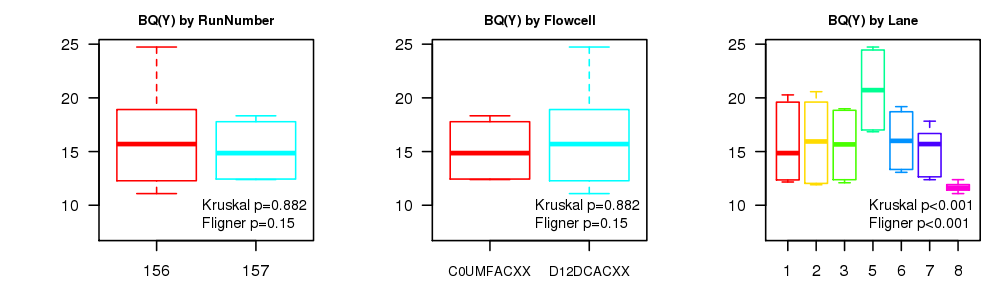 BQ(Y) by RunNumber
25
20
15
10
Kruskal p=0.882
Fligner p=0.15
156 157
BQ(Y) by Flowcell
25
20
15
10
Kruskal p=0.882
Fligner p=0.15
C0UMFACXX D12DCACXX
BQ(Y) by Lane
25
20
15
10
Kruskal p<0.001
Fligner p<0.001
1 2 3 5 6 7 8